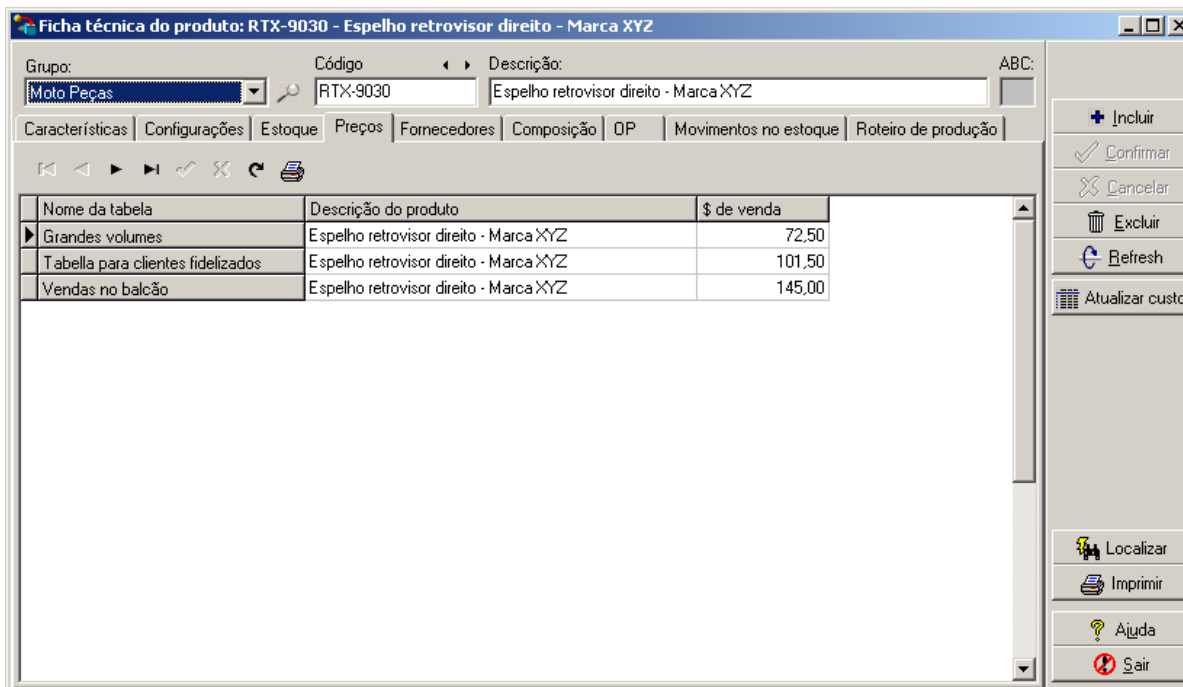 Ficha técnica do produto: RTX-9030 - Espelho retrovisor direito - Marca XYZ
Grupo: Código Descrição: ABC:
Moto Peças RTX-9030 Espelho retrovisor direito - Marca XYZ
Características Configurações Estoque Preços Fornecedores Composição OP Movimentos no estoque Roteiro de produção
Nome da tabela Descrição do produto $ de venda
Grandes volumes Espelho retrovisor direito - Marca XYZ 72,50
Tabella para clientes fidelizados Espelho retrovisor direito - Marca XYZ 101,50
Vendas no balcão Espelho retrovisor direito - Marca XYZ 145,00
Incluir
Confirmar
Cancelar
Excluir
Refresh
Atualizar custo
Localizar
Imprimir
Ajuda
Sair